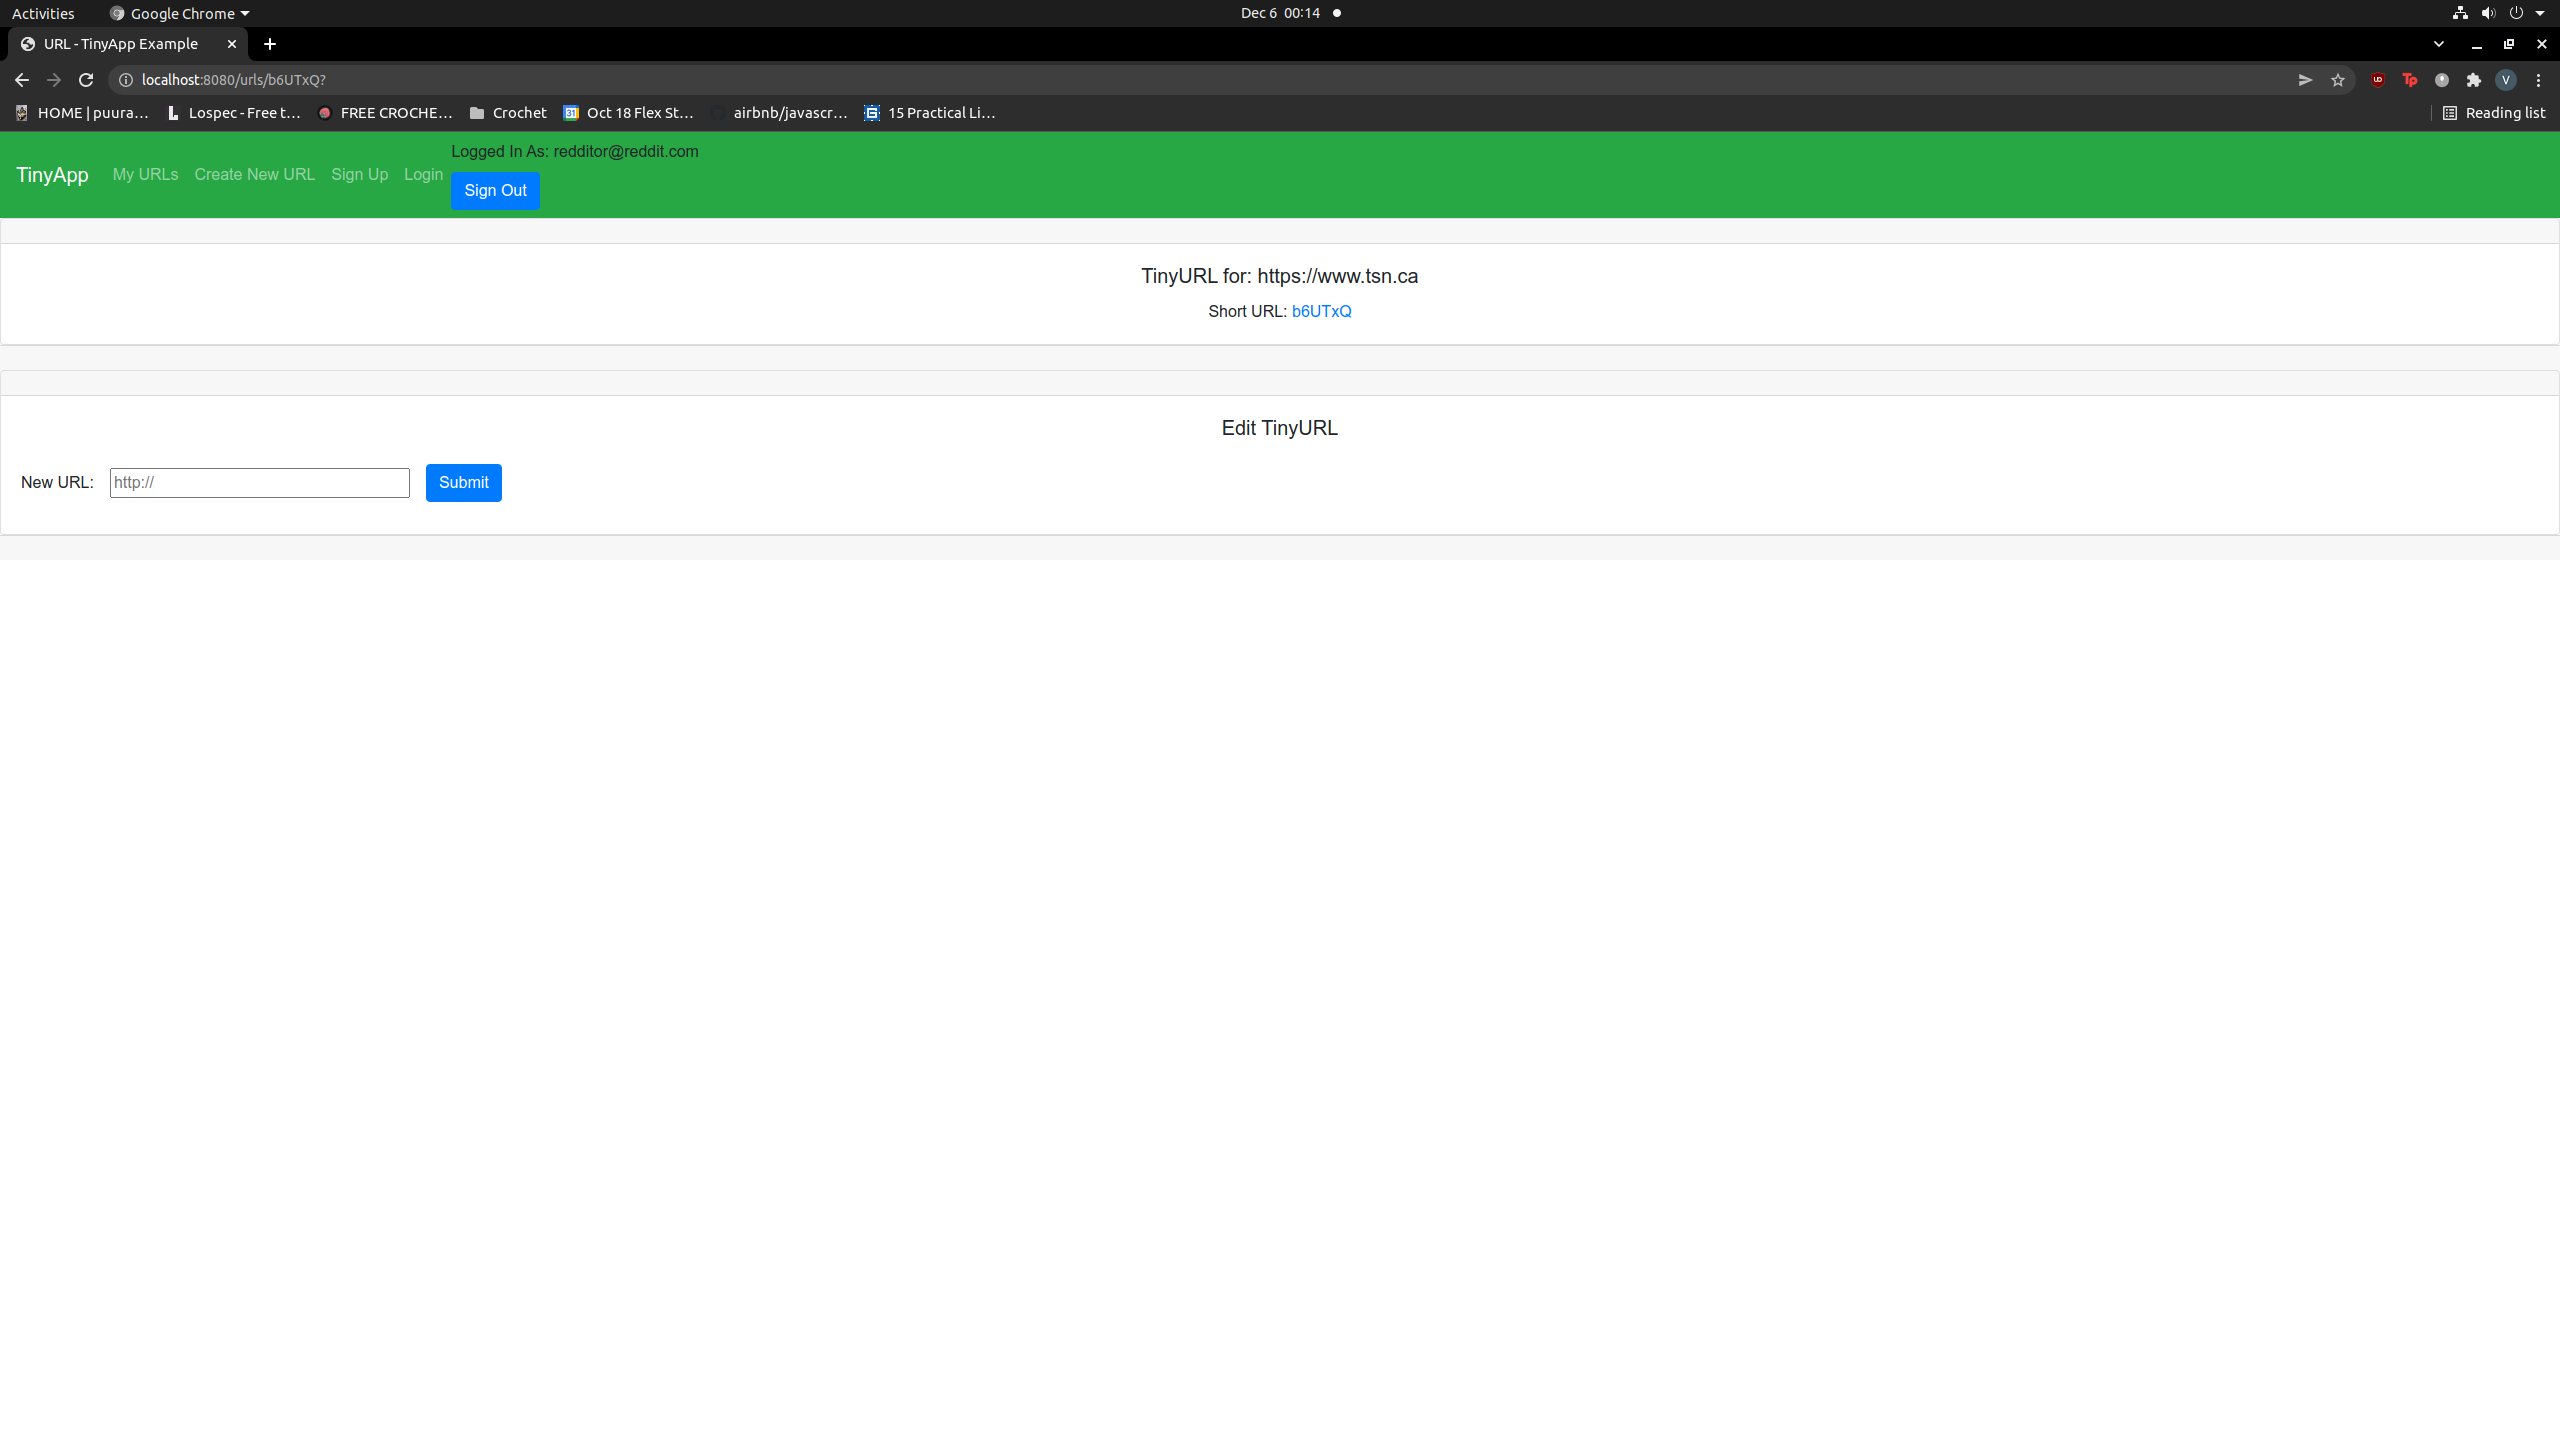 Activities Google Chrome Dec 6 00:14
URL - TinyApp Example
localhost:8080/urls/b6UTxQ?
HOME | puura… Lospec - Free t… FREE CROCHE… Crochet 31 Oct 18 Flex St… airbnb/javascr… 15 Practical Li… Reading list
Logged In As: redditor@reddit.com
TinyApp My URLs Create New URL Sign Up Login
Sign Out
TinyURL for: https://www.tsn.ca
Short URL: b6UTxQ
Edit TinyURL
New URL: http:// Submit